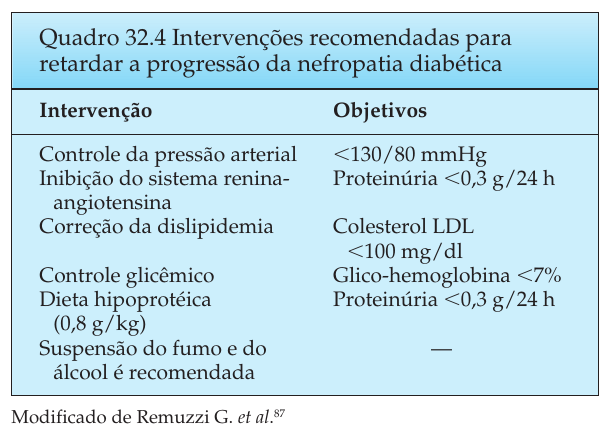 Quadro 32.4 Intervenções recomendadas para
retardar a progressão da nefropatia diabética
Intervenção Objetivos
Controle da pressão arterial <130/80 mmHg
Inibição do sistema renina- Proteinúria <0,3 g/24 h
angiotensina
Correção da dislipidemia Colesterol LDL
<100 mg/dl
Controle glicêmico Glico-hemoglobina <7%
Dieta hipoprotéica Proteinúria <0,3 g/24 h
(0,8 g/kg)
Suspensão do fumo e do —
álcool é recomendada
Modificado de Remuzzi G. et al.⁸⁷